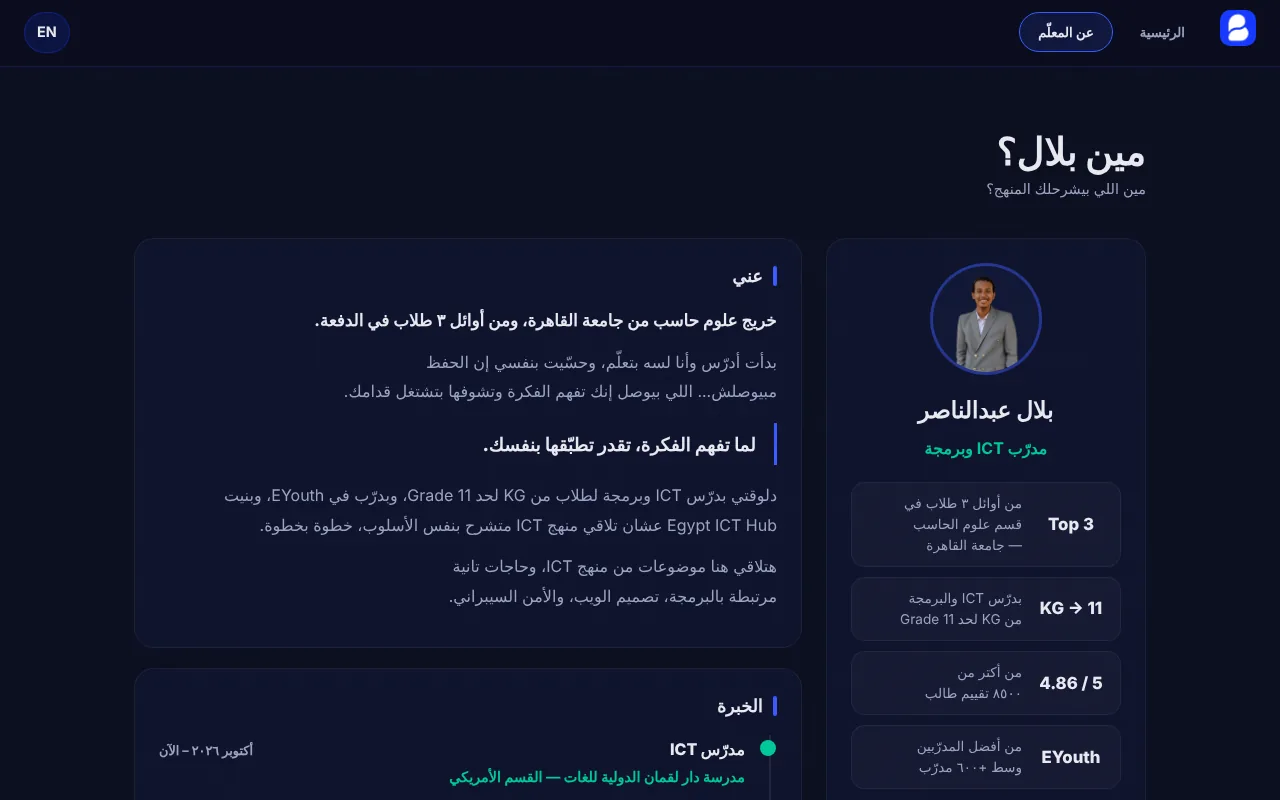 الرئيسية
عن المعلّم
EN
مين بلال؟
مين اللي بيشرحلك المنهج؟
بلال عبدالناصر
مدرّب ICT وبرمجة
Top 3
من أوائل ٣ طلاب في
قسم علوم الحاسب
— جامعة القاهرة
KG → 11
بدرّس ICT والبرمجة
من KG لحد Grade 11
4.86 / 5
من أكتر من
٨٥٠٠ تقييم طالب
EYouth
من أفضل المدرّبين
وسط +٦٠٠ مدرّب
عني
خريج علوم حاسب من جامعة القاهرة، ومن أوائل ٣ طلاب في الدفعة.
بدأت أدرّس وأنا لسه بتعلّم، وحسّيت بنفسي إن الحفظ
مبيوصلش... اللي بيوصل إنك تفهم الفكرة وتشوفها بتشتغل قدامك.
لما تفهم الفكرة، تقدر تطبّقها بنفسك.
دلوقتي بدرّس ICT وبرمجة لطلاب من KG لحد Grade 11، وبدرّب في EYouth، وبنيت
Egypt ICT Hub عشان تلاقي منهج ICT متشرح بنفس الأسلوب، خطوة بخطوة.
هتلاقي هنا موضوعات من منهج ICT، وحاجات تانية
مرتبطة بالبرمجة، تصميم الويب، والأمن السيبراني.
الخبرة
مدرّس ICT
أكتوبر ٢٠٢٦ – الآن
مدرسة دار لقمان الدولية للغات — القسم الأمريكي